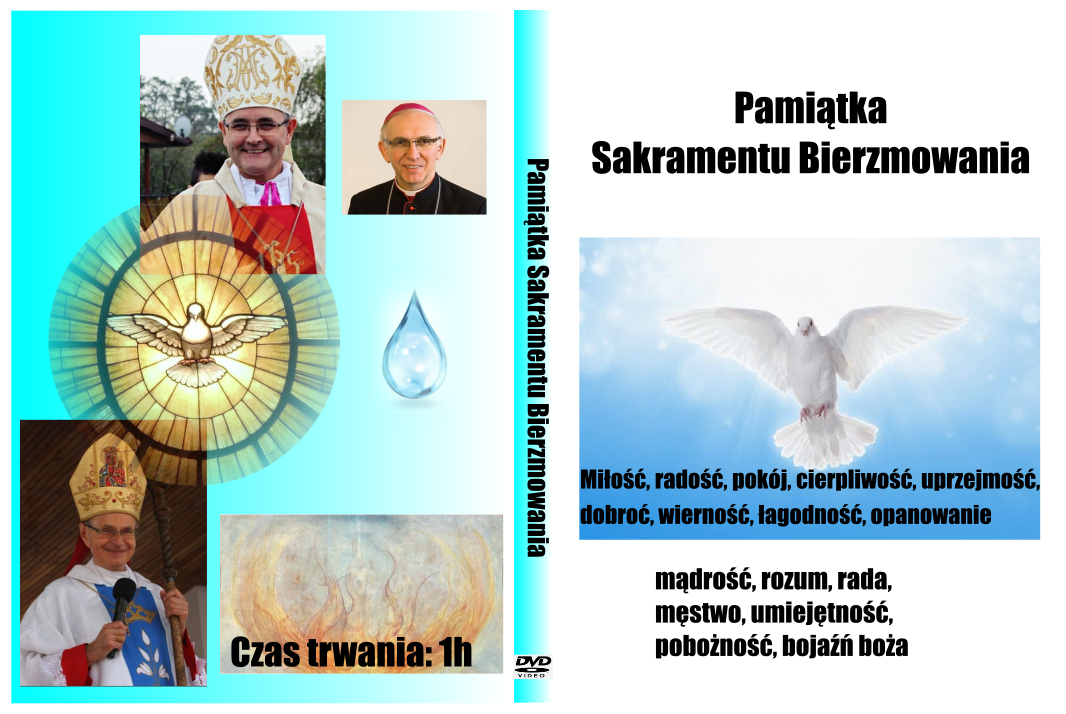 Czas trwania: 1h
Pamiątka Sakramentu Bierzmowania
DVD
VIDEO
Pamiątka
Sakramentu Bierzmowania
Miłość, radość, pokój, cierpliwość, uprzejmość,
dobroć, wierność, łagodność, opanowanie
mądrość, rozum, rada,
męstwo, umiejętność,
pobożność, bojaźń boża